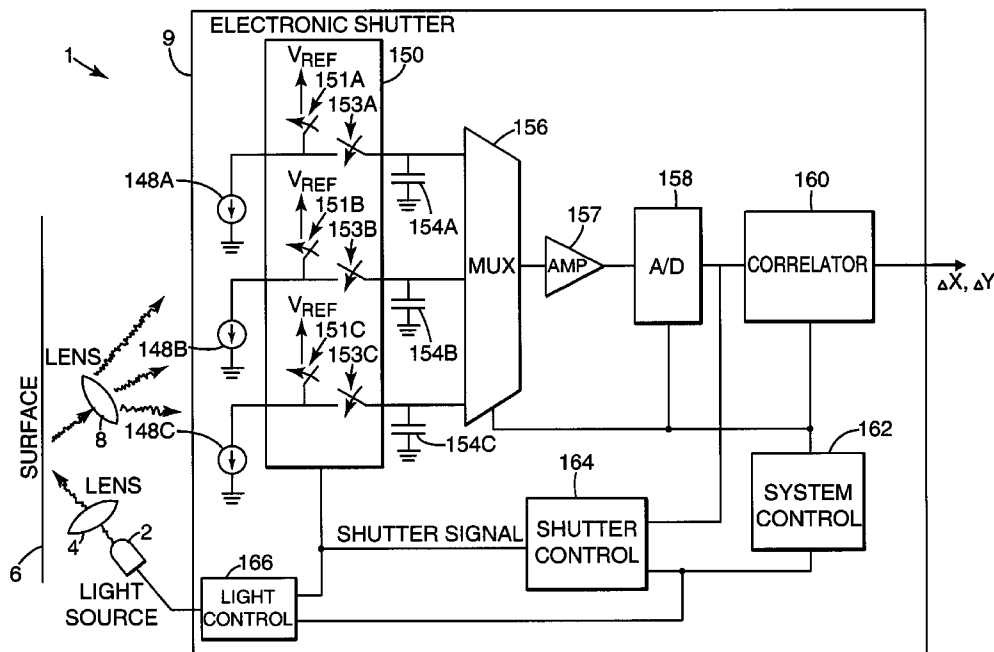 ELECTRONIC SHUTTER
9
150
1
VREF
151A
153A
156
148A
154A
VREF
151B
153B
158
160
157
MUX
AMP
A/D
CORRELATOR
ΔX, ΔY
148B
154B
VREF
151C
153C
LENS
8
148C
154C
SURFACE
162
164
LENS
4
2
SYSTEM
CONTROL
SHUTTER SIGNAL
SHUTTER
CONTROL
6
166
LIGHT
SOURCE
LIGHT
CONTROL